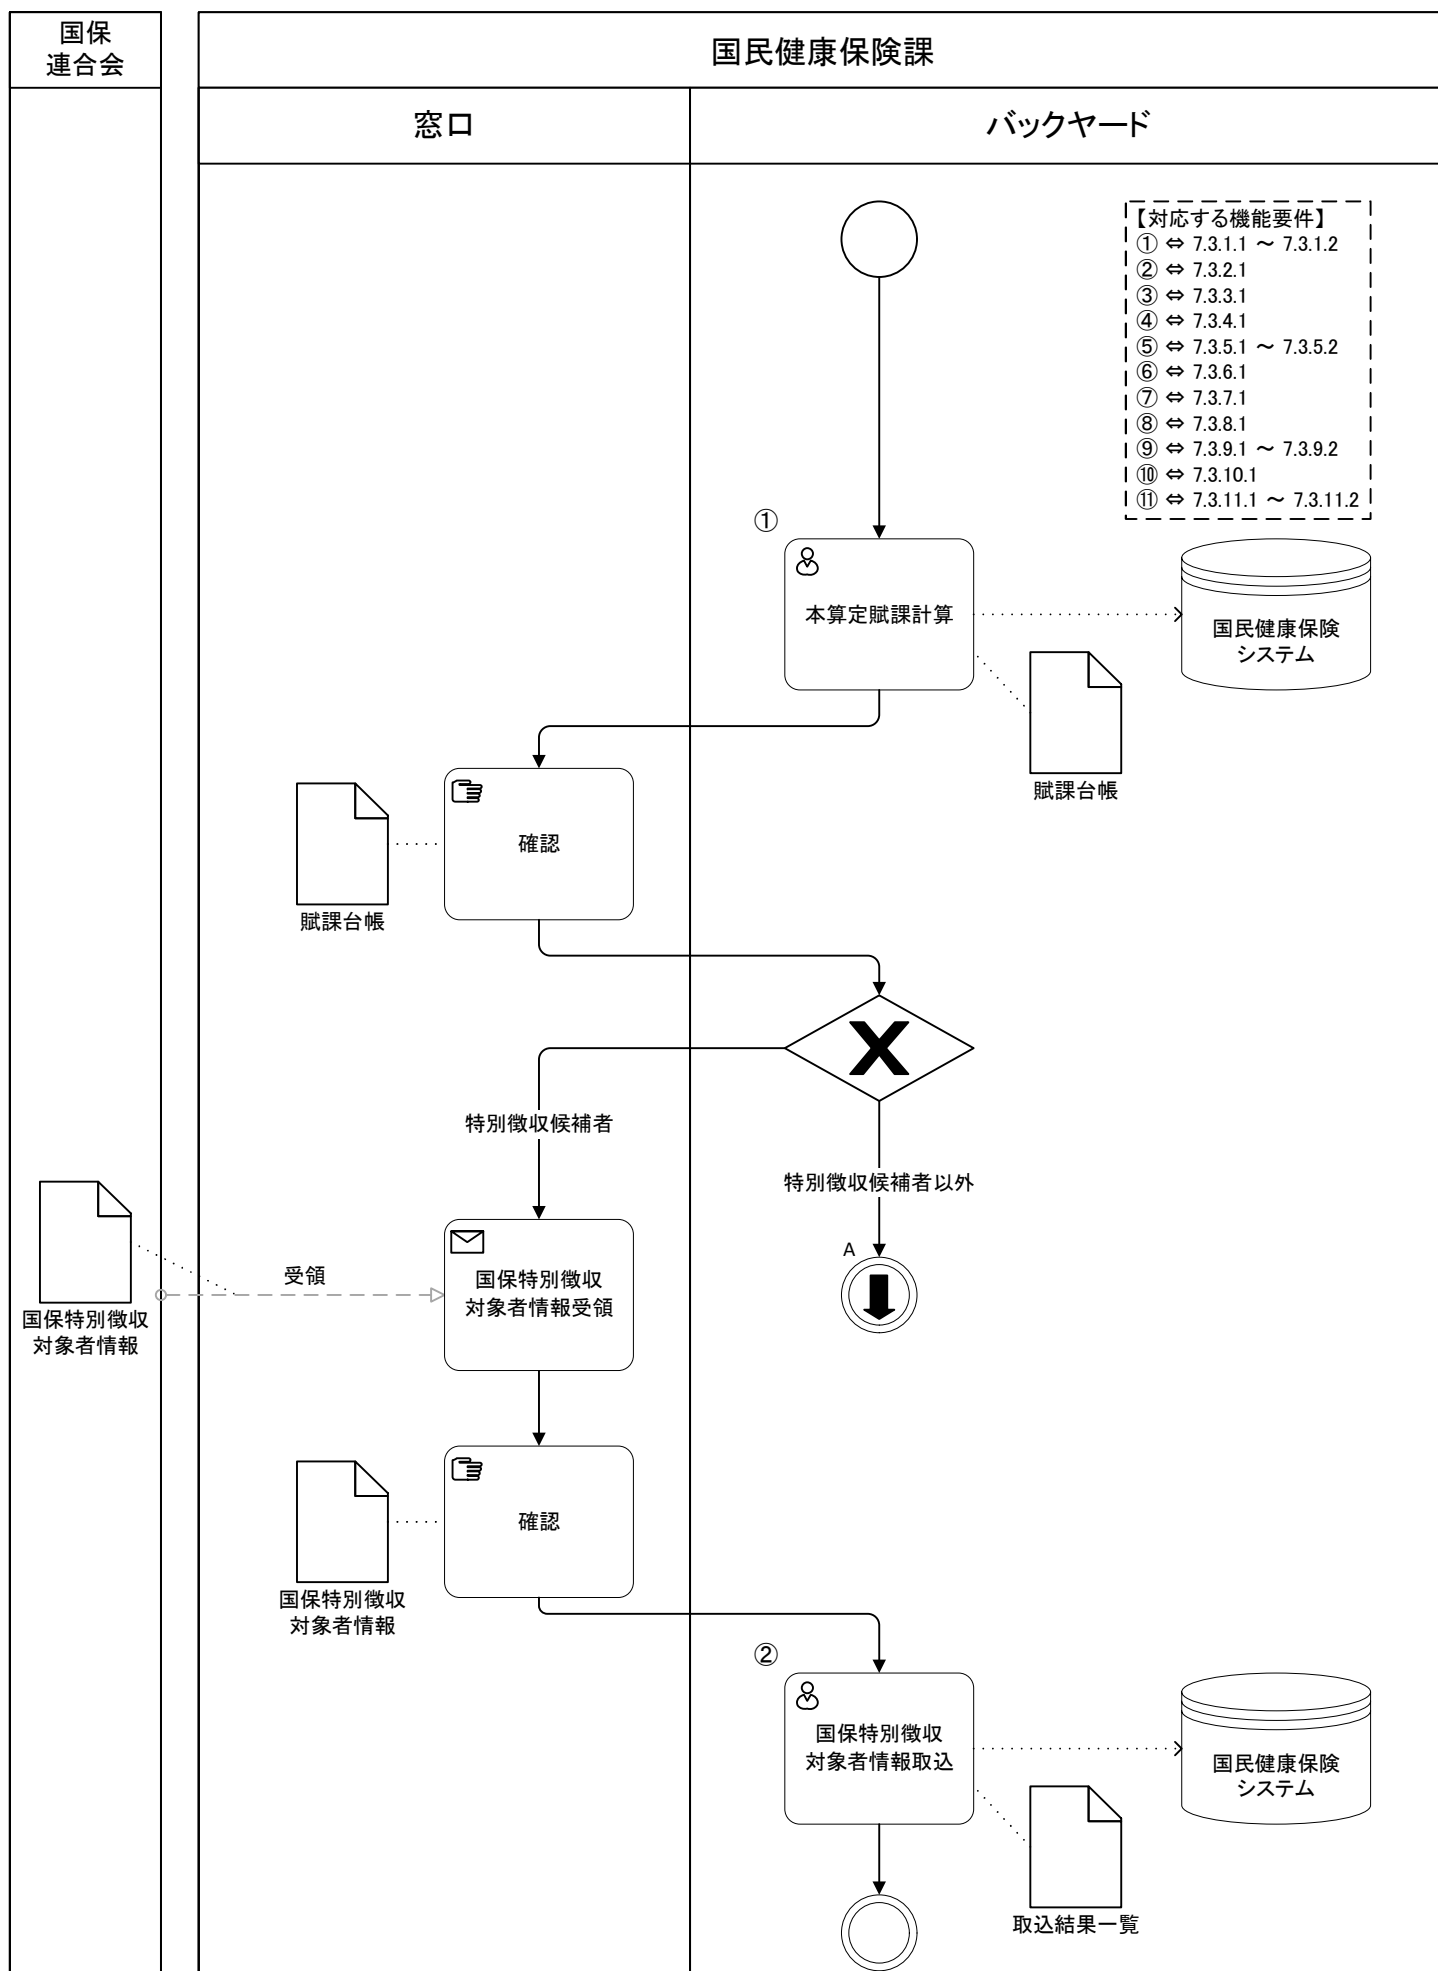 国保
連合会
国民健康保険課
窓口
バックヤード
【対応する機能要件】
① ⇔ 7.3.1.1 ～ 7.3.1.2
② ⇔ 7.3.2.1
③ ⇔ 7.3.3.1
④ ⇔ 7.3.4.1
⑤ ⇔ 7.3.5.1 ～ 7.3.5.2
⑥ ⇔ 7.3.6.1
⑦ ⇔ 7.3.7.1
⑧ ⇔ 7.3.8.1
⑨ ⇔ 7.3.9.1 ～ 7.3.9.2
⑩ ⇔ 7.3.10.1
⑪ ⇔ 7.3.11.1 ～ 7.3.11.2
①
本算定賦課計算
国民健康保険
システム
賦課台帳
確認
賦課台帳
特別徴収候補者
特別徴収候補者以外
A
国保特別徴収
対象者情報
受領
国保特別徴収
対象者情報受領
確認
国保特別徴収
対象者情報
②
国保特別徴収
対象者情報取込
国民健康保険
システム
取込結果一覧